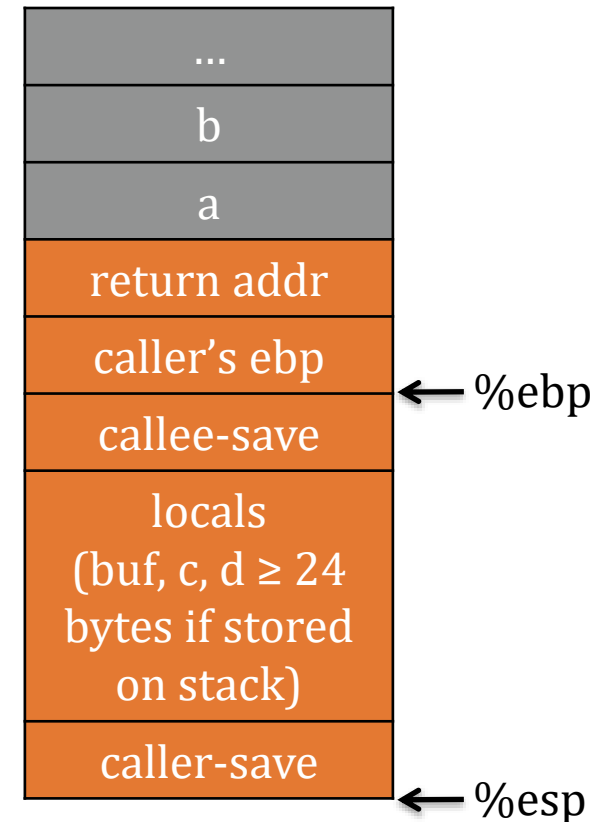 ...
b
a
return addr
caller's ebp
%ebp
callee-save
locals
(buf, c, d ≥ 24
bytes if stored
on stack)
caller-save
%esp